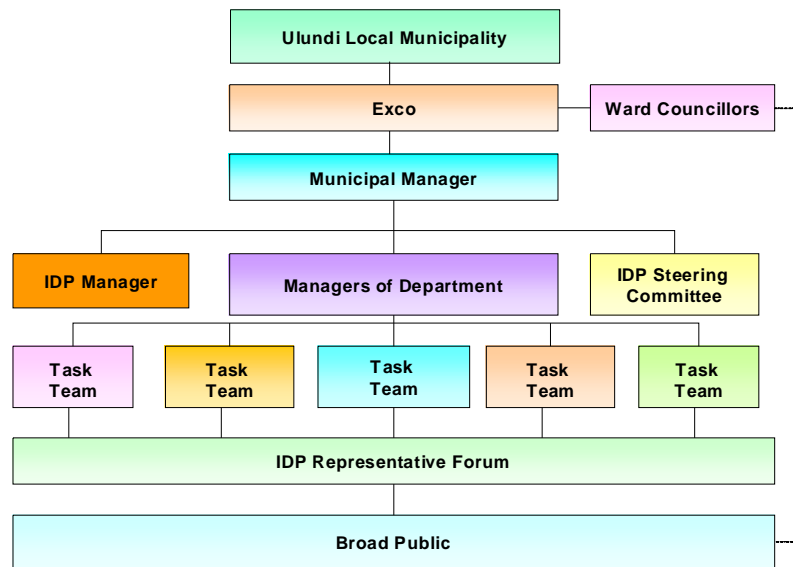 Ulundi Local Municipality
Exco
Ward Councillors
Municipal Manager
IDP Manager
Managers of Department
IDP Steering
Committee
Task
Team
Task
Team
Task
Team
Task
Team
Task
Team
IDP Representative Forum
Broad Public